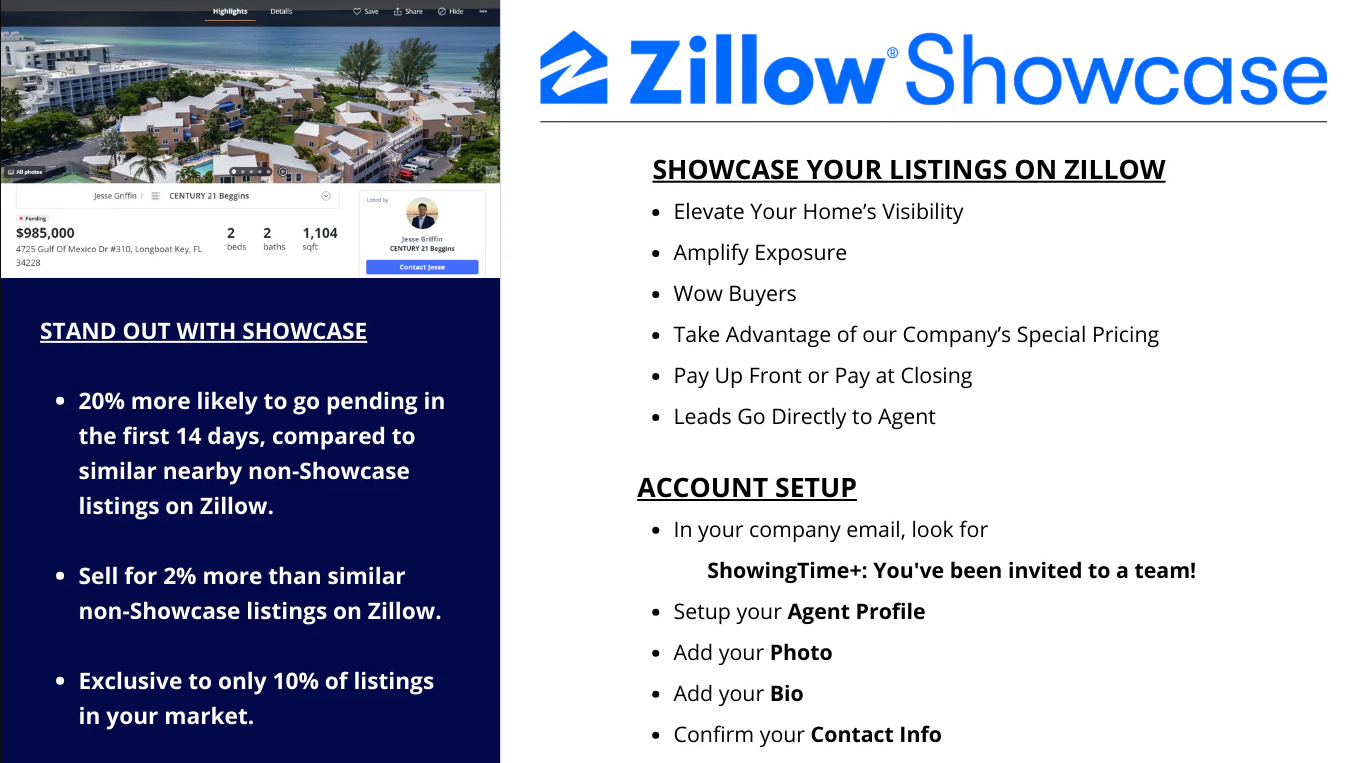 Highlights
Details
Save
Share
Hide
All photos
Jesse Griffin
CENTURY 21 Beggins
Pending
$985,000
4725 Gulf Of Mexico Dr #310, Longboat Key, FL
34228
2
beds
2
baths
1,104
sqft
Listed by
Jesse Griffin
CENTURY 21 Beggins
Contact Jesse
STAND OUT WITH SHOWCASE
• 20% more likely to go pending in
the first 14 days, compared to
similar nearby non-Showcase
listings on Zillow.
• Sell for 2% more than similar
non-Showcase listings on Zillow.
• Exclusive to only 10% of listings
in your market.
Zillow® Showcase
SHOWCASE YOUR LISTINGS ON ZILLOW
• Elevate Your Home’s Visibility
• Amplify Exposure
• Wow Buyers
• Take Advantage of our Company’s Special Pricing
• Pay Up Front or Pay at Closing
• Leads Go Directly to Agent
ACCOUNT SETUP
• In your company email, look for
ShowingTime+: You've been invited to a team!
• Setup your Agent Profile
• Add your Photo
• Add your Bio
• Confirm your Contact Info